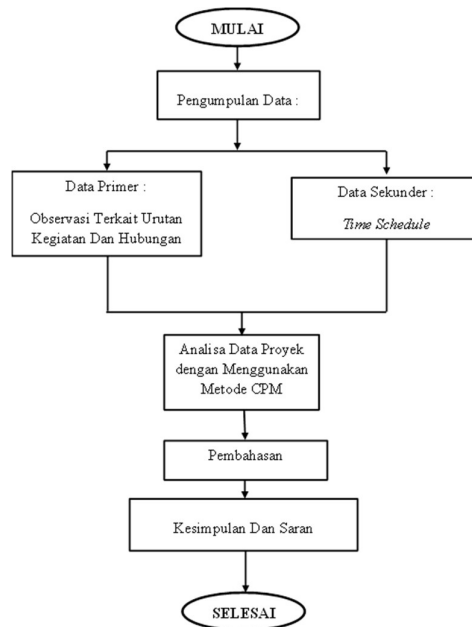 MULAI
Pengumpulan Data :
Data Primer :
Observasi Terkait Urutan
Kegiatan Dan Hubungan
Data Sekunder :
Time Schedule
Analisa Data Proyek
dengan Menggunakan
Metode CPM
Pembahasan
Kesimpulan Dan Saran
SELESAI